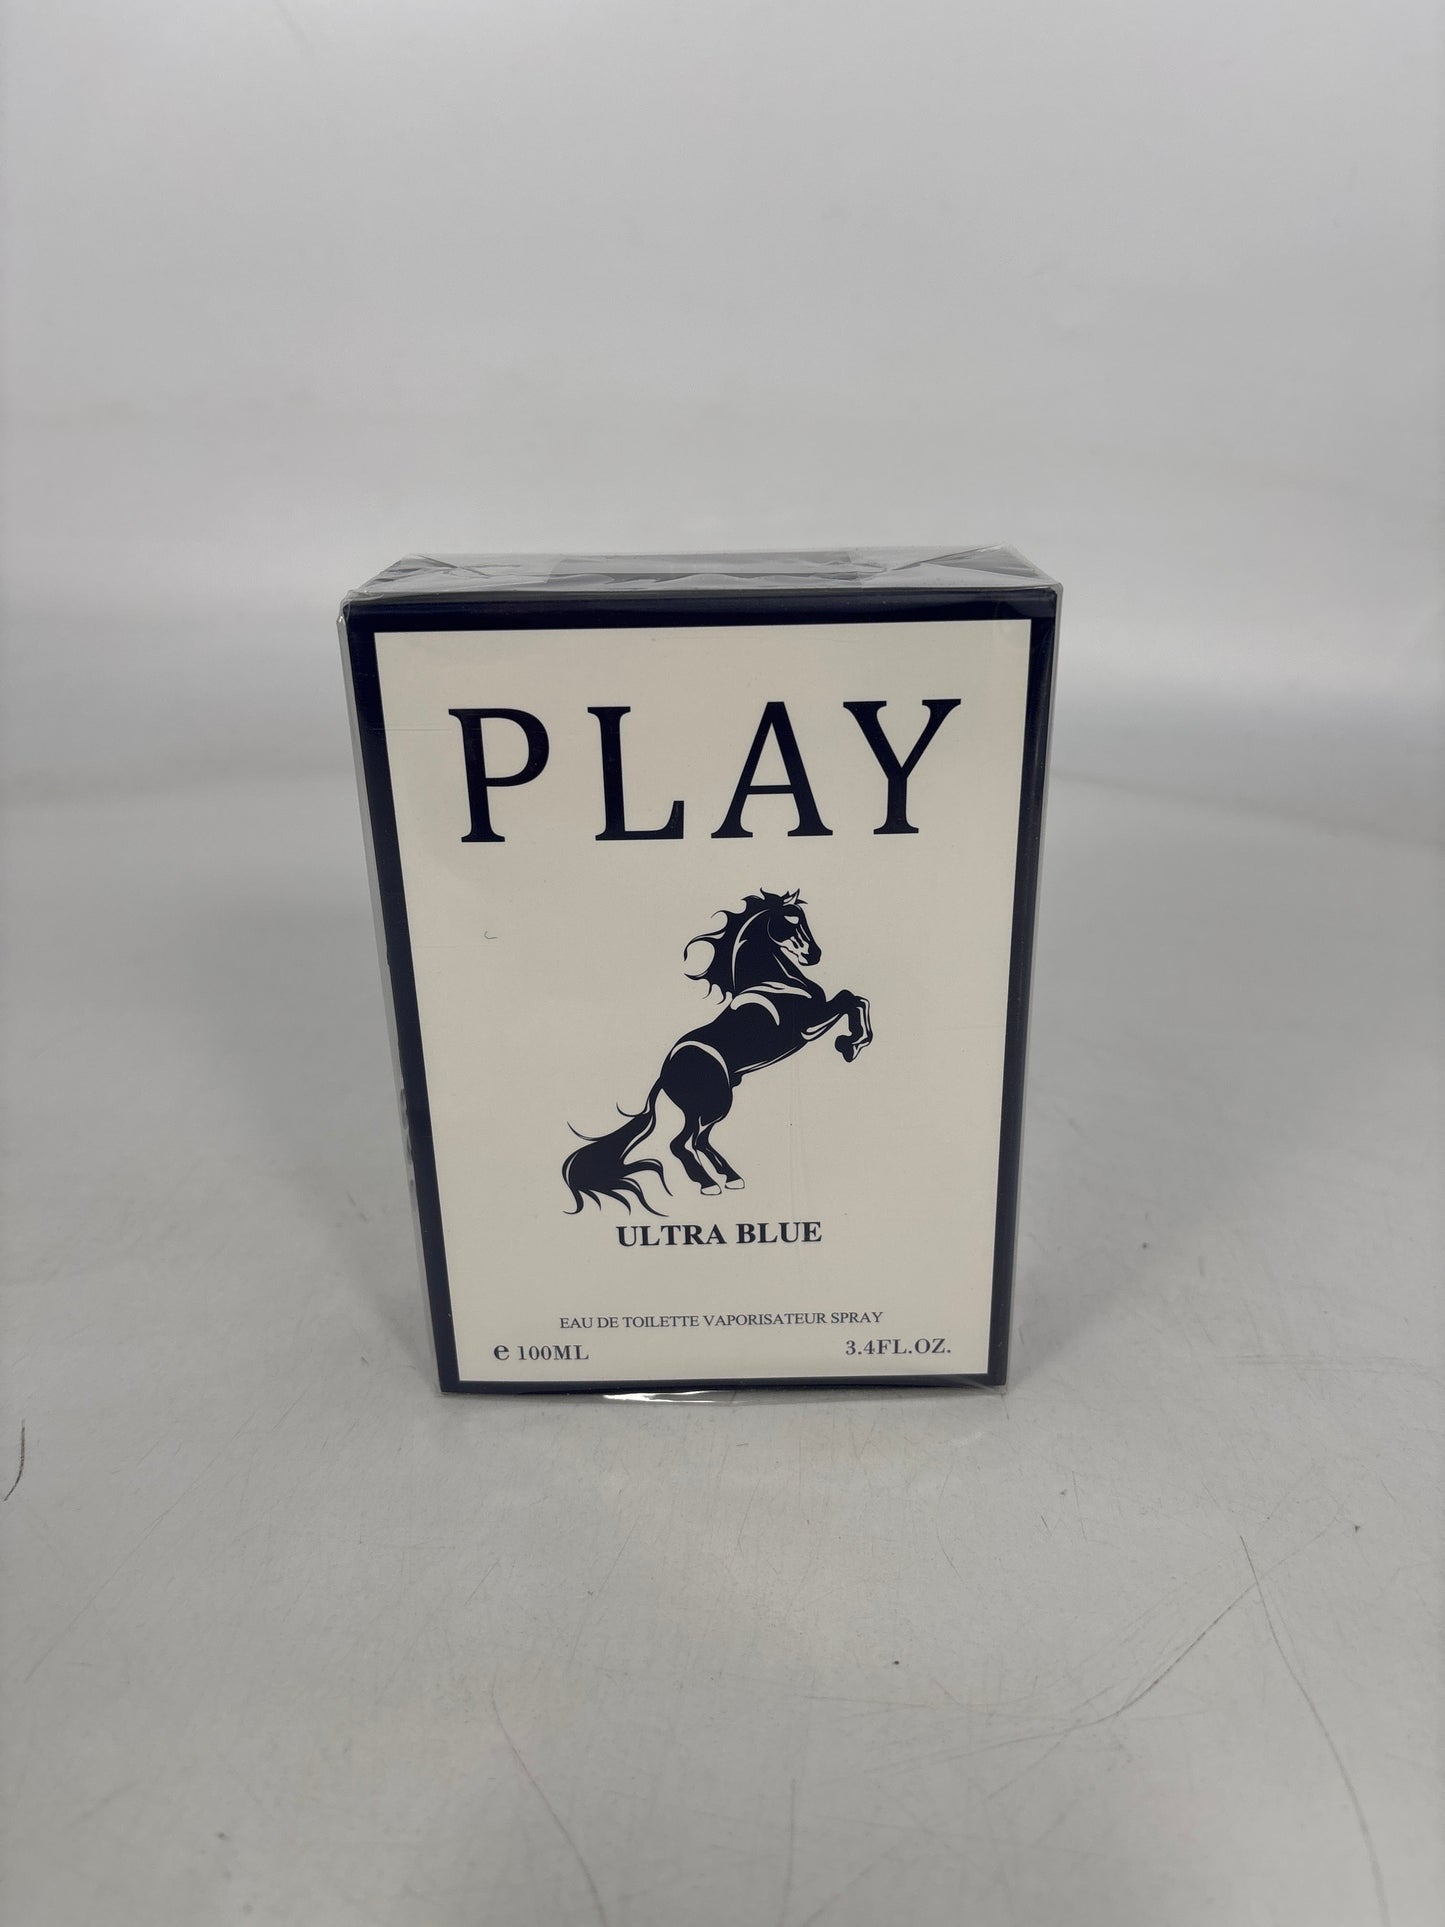 PLAY
ULTRA BLUE
EAU DE TOILETTE VAPORISATEUR SPRAY
e 100ML 3.4FL.OZ.